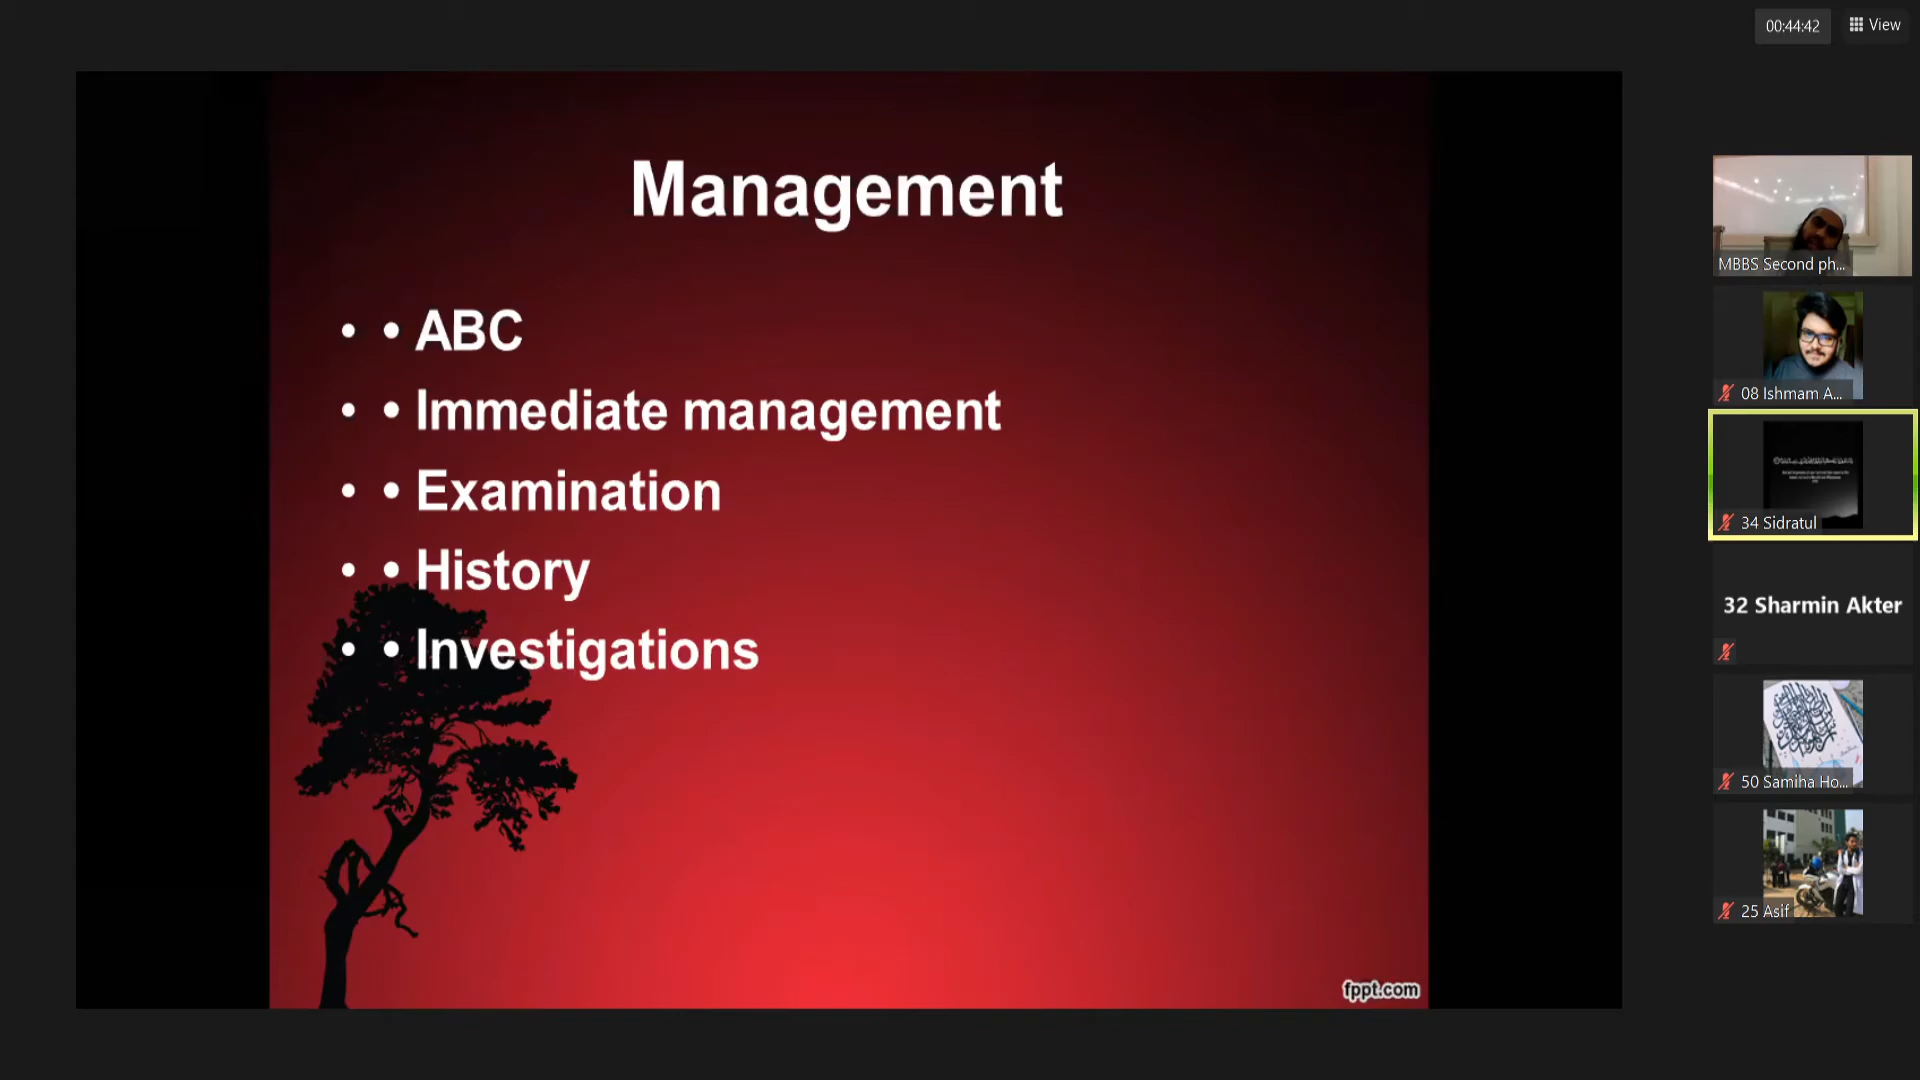 00:44:42
View
Management
• • ABC
• • Immediate management
• • Examination
• • History
• • Investigations
fppt.com
MBBS Second ph...
08 Ishmam A...
34 Sidratul
32 Sharmin Akter
50 Samiha Ho...
25 Asif